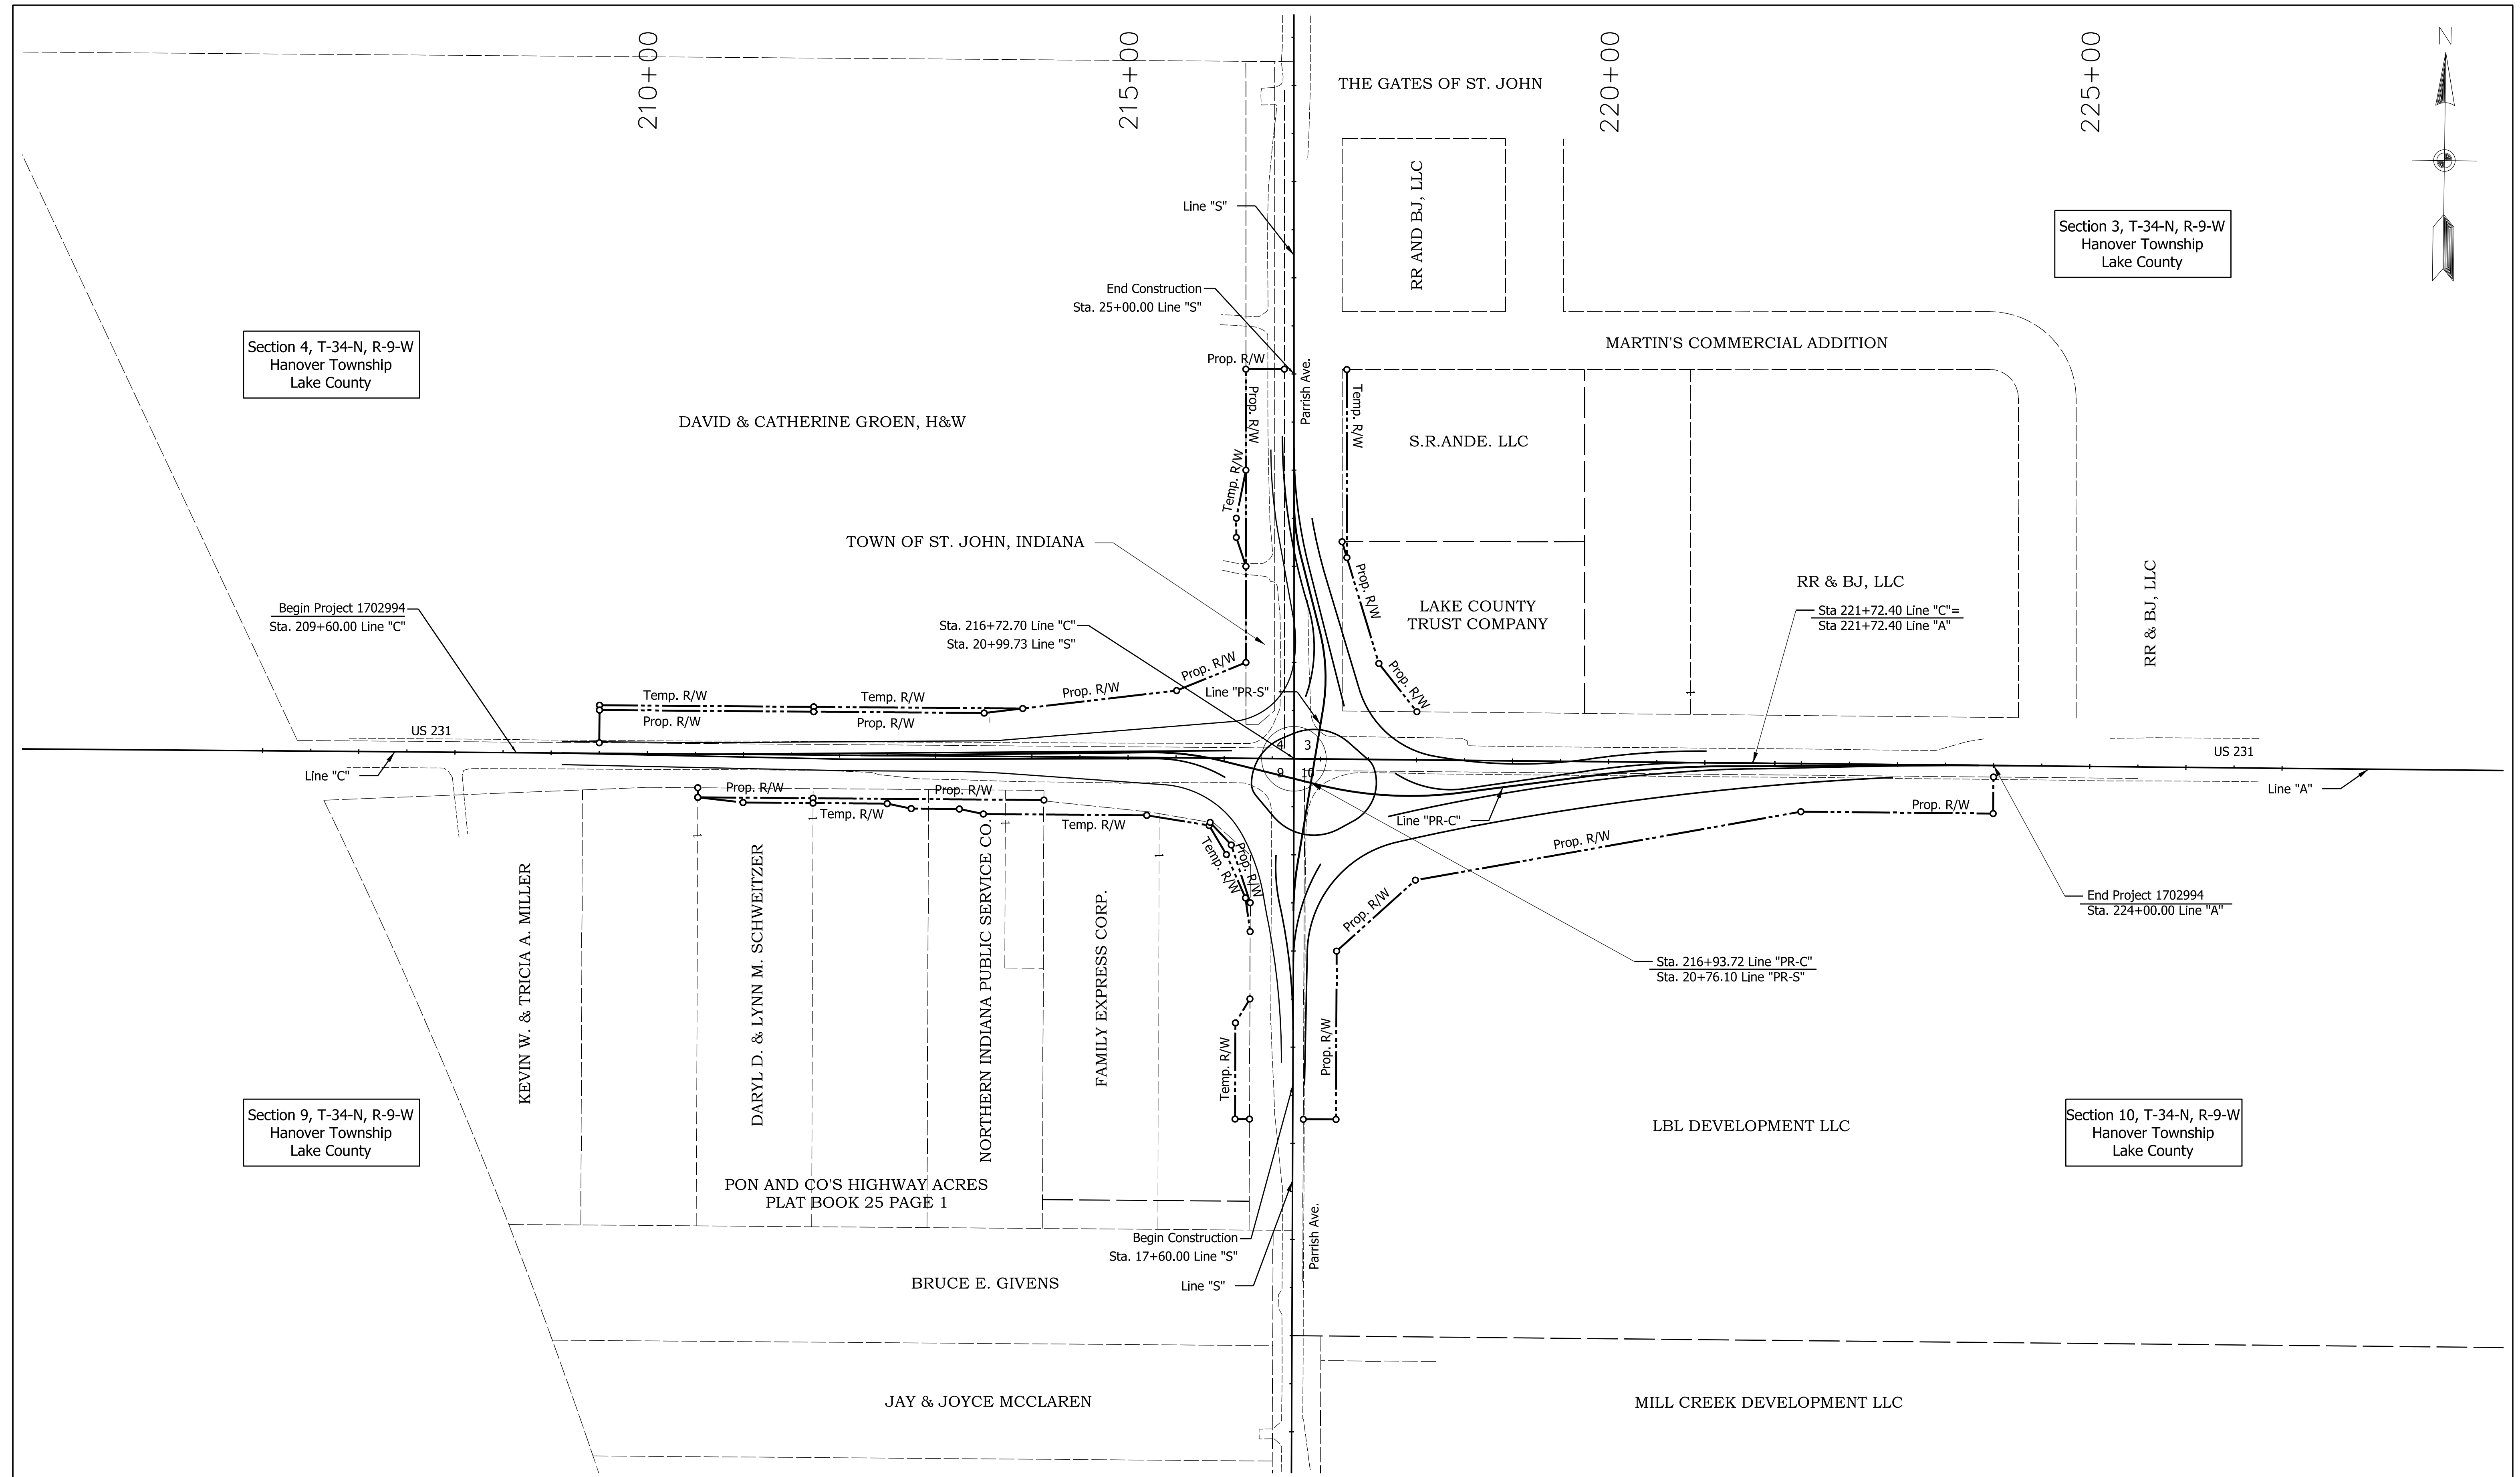 210+00
215+00
220+00
225+00
N
THE GATES OF ST. JOHN
RR AND BJ, LLC
Line "S"
Section 3, T-34-N, R-9-W
Hanover Township
Lake County
End Construction
Sta. 25+00.00 Line "S"
Section 4, T-34-N, R-9-W
Hanover Township
Lake County
MARTIN'S COMMERCIAL ADDITION
Prop. R/W
Parrish Ave.
Prop. R/W
Temp. R/W
DAVID & CATHERINE GROEN, H&W
S.R.ANDE. LLC
Temp. R/W
TOWN OF ST. JOHN, INDIANA
Prop. R/W
RR & BJ, LLC
RR & BJ, LLC
Begin Project 1702994
Sta. 209+60.00 Line "C"
LAKE COUNTY
TRUST COMPANY
Sta 221+72.40 Line "C"=
Sta 221+72.40 Line "A"
Sta. 216+72.70 Line "C"
Sta. 20+99.73 Line "S"
Prop. R/W
Prop. R/W
Temp. R/W
Temp. R/W
Prop. R/W
Line "PR-S"
Prop. R/W
Prop. R/W
1
US 231
4
3
US 231
Line "C"
9
10
Line "A"
Prop. R/W
Prop. R/W
Temp. R/W
Temp. R/W
Line "PR-C"
Prop. R/W
Prop. R/W
1
1
1
1
Temp. R/W
Prop. R/W
Prop. R/W
End Project 1702994
Sta. 224+00.00 Line "A"
KEVIN W. & TRICIA A. MILLER
DARYL D. & LYNN M. SCHWEITZER
NORTHERN INDIANA PUBLIC SERVICE CO.
FAMILY EXPRESS CORP.
Sta. 216+93.72 Line "PR-C"
Sta. 20+76.10 Line "PR-S"
Temp. R/W
Prop. R/W
Section 9, T-34-N, R-9-W
Hanover Township
Lake County
LBL DEVELOPMENT LLC
Section 10, T-34-N, R-9-W
Hanover Township
Lake County
PON AND CO'S HIGHWAY ACRES
PLAT BOOK 25 PAGE 1
Begin Construction
Sta. 17+60.00 Line "S"
Parrish Ave.
BRUCE E. GIVENS
Line "S"
JAY & JOYCE MCCLAREN
MILL CREEK DEVELOPMENT LLC